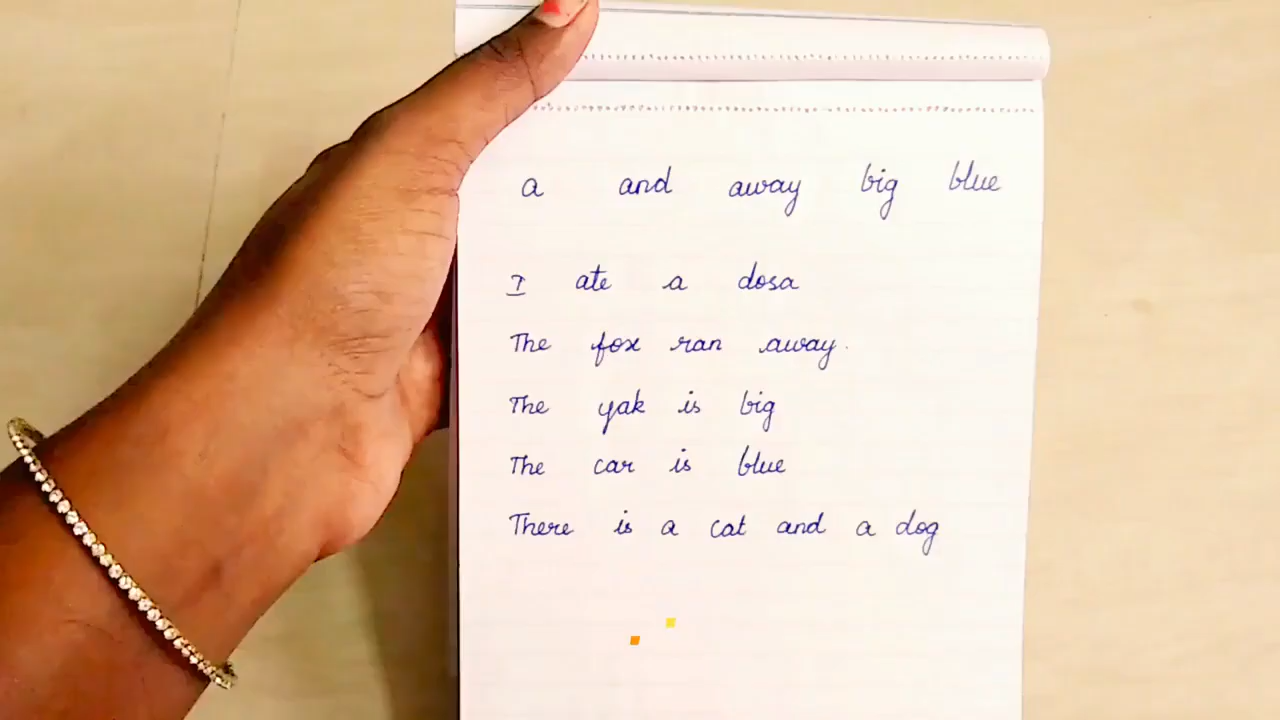 a and away big blue
I ate a dosa
The fox ran away.
The yak is big
The car is blue
There is a cat and a dog